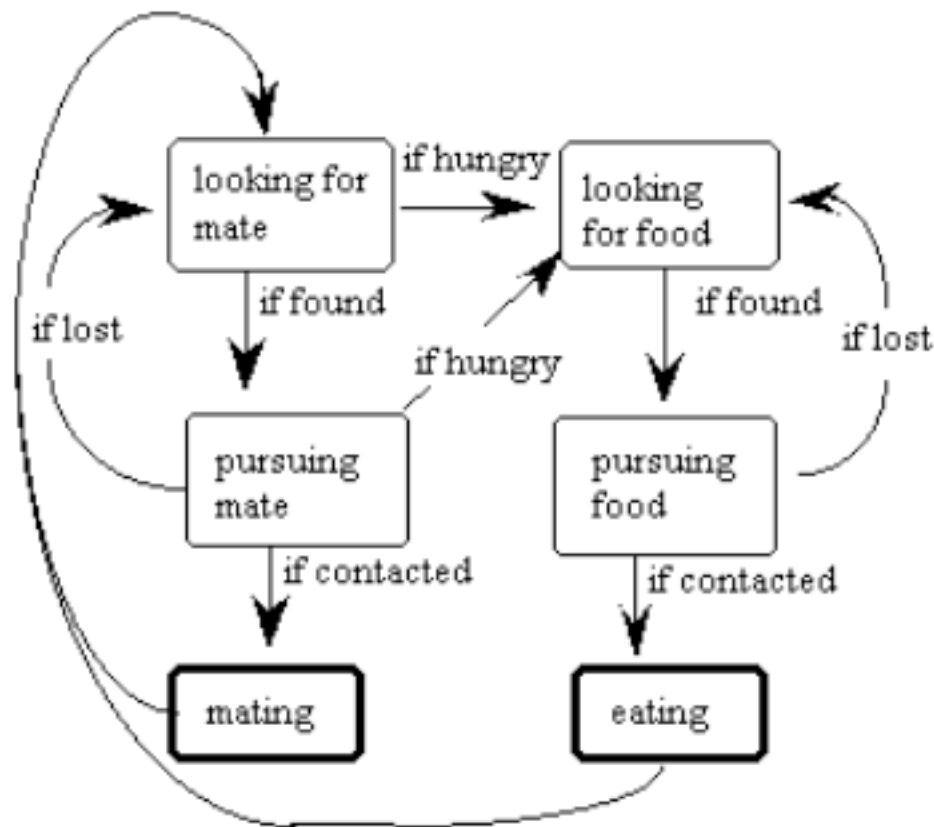 looking for
mate
if hungry
looking
for food
if found
if found
if lost
if lost
if hungry
pursuing
mate
pursuing
food
if contacted
if contacted
mating
eating